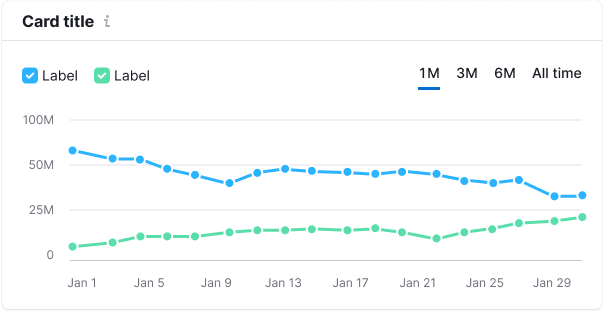 Card title i
Label Label 1M 3M 6M All time
100M
50M
25M
0
Jan 1 Jan 5 Jan 9 Jan 13 Jan 17 Jan 21 Jan 25 Jan 29